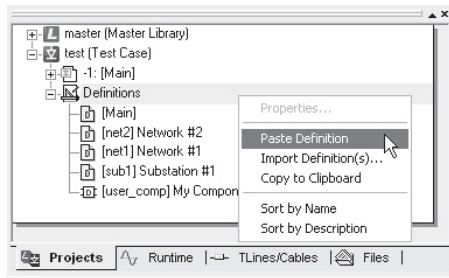 master (Master Library)
test (Test Case)
-1: [Main]
Definitions
[Main]
[net2] Network #2
[net1] Network #1
[sub1] Substation #1
[user_comp] My Compon
Properties...
Paste Definition
Import Definition(s)...
Copy to Clipboard
Sort by Name
Sort by Description
Projects Runtime TLines/Cables Files